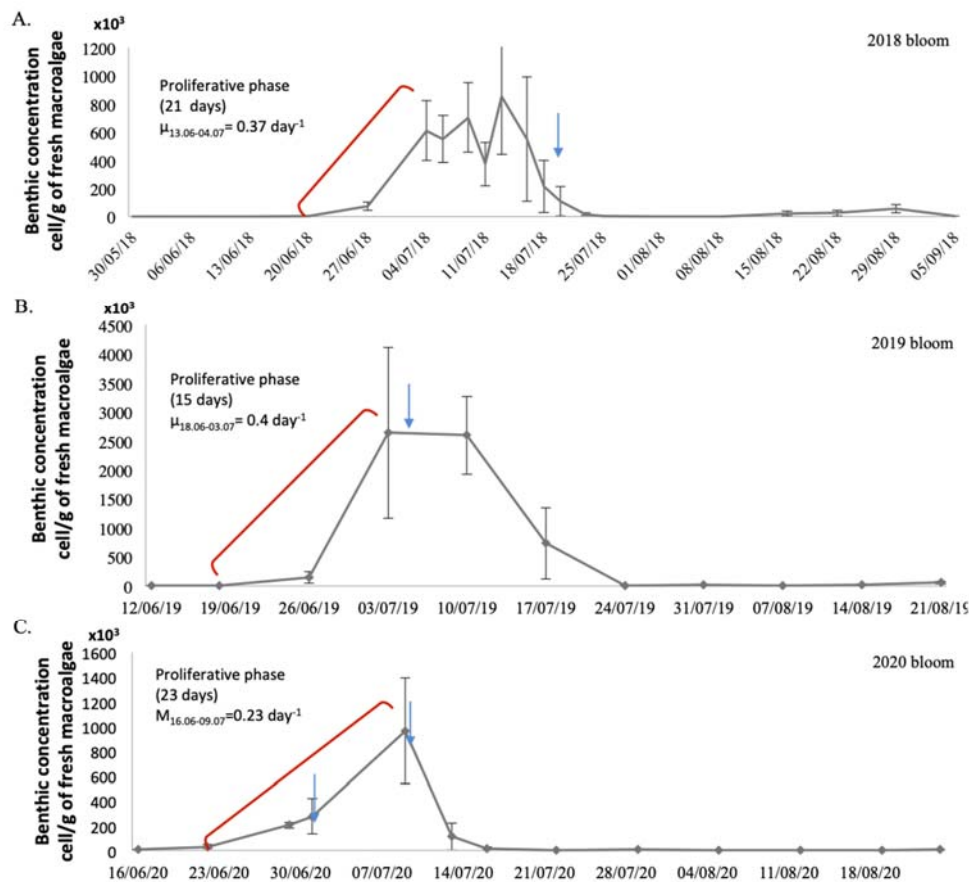 A.
x10³
Benthic concentration
cell/g of fresh macroalgae
1200
1000
800
600
400
200
0
2018 bloom
Proliferative phase
(21 days)
μ13.06-04.07= 0.37 day-1
30/05/18 06/06/18 13/06/18 20/06/18 27/06/18 04/07/18 11/07/18 18/07/18 25/07/18 01/08/18 08/08/18 15/08/18 22/08/18 29/08/18 05/09/18
B.
x10³
Benthic concentration
cell/g of fresh macroalgae
4500
4000
3500
3000
2500
2000
1500
1000
500
0
2019 bloom
Proliferative phase
(15 days)
μ18.06-03.07= 0.4 day-1
12/06/19 19/06/19 26/06/19 03/07/19 10/07/19 17/07/19 24/07/19 31/07/19 07/08/19 14/08/19 21/08/19
C.
x10³
Benthic concentration
cell/g of fresh macroalgae
1600
1400
1200
1000
800
600
400
200
0
2020 bloom
Proliferative phase
(23 days)
M16.06-09.07=0.23 day-1
16/06/20 23/06/20 30/06/20 07/07/20 14/07/20 21/07/20 28/07/20 04/08/20 11/08/20 18/08/20